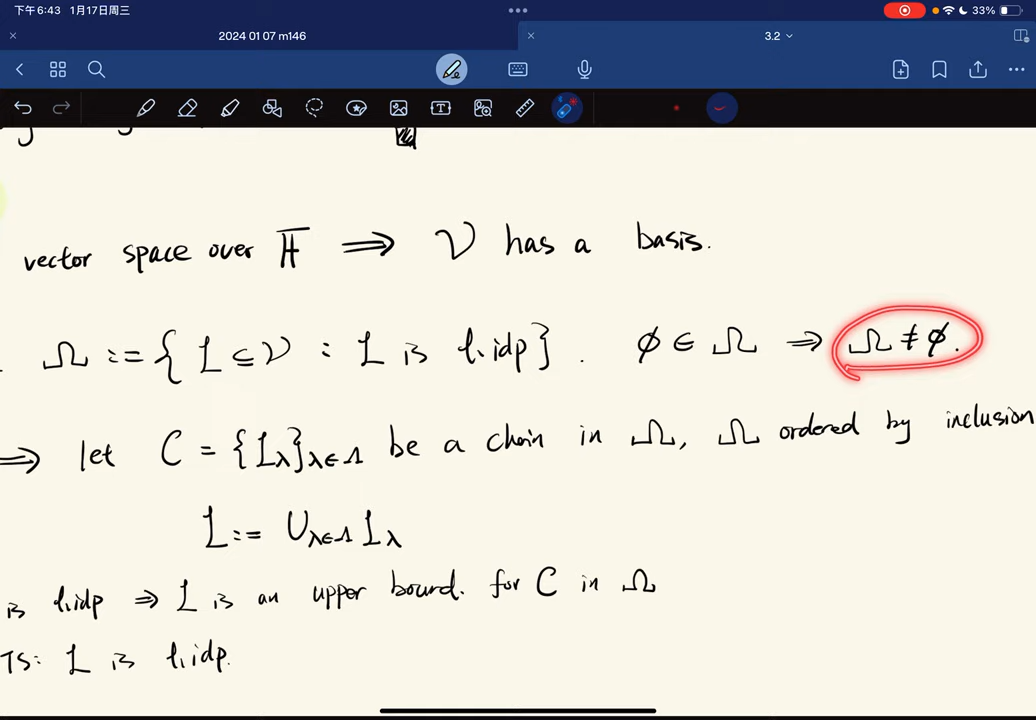 下午6:43 1月17日周三
33%
2024 01 07 m146
3.2
vector space over 𝔽 ⟹ V has a basis.
Ω := { L ⊆ V : L is l.idp } . ∅ ∈ Ω ⇒ Ω ≠ ∅.
⟹ let C = {L_λ}_{λ∈Λ} be a chain in Ω, Ω ordered by inclusion
L := ∪_{λ∈Λ} L_λ
is l.idp ⇒ L is an upper bound. for C in Ω
TS: L is l.idp.